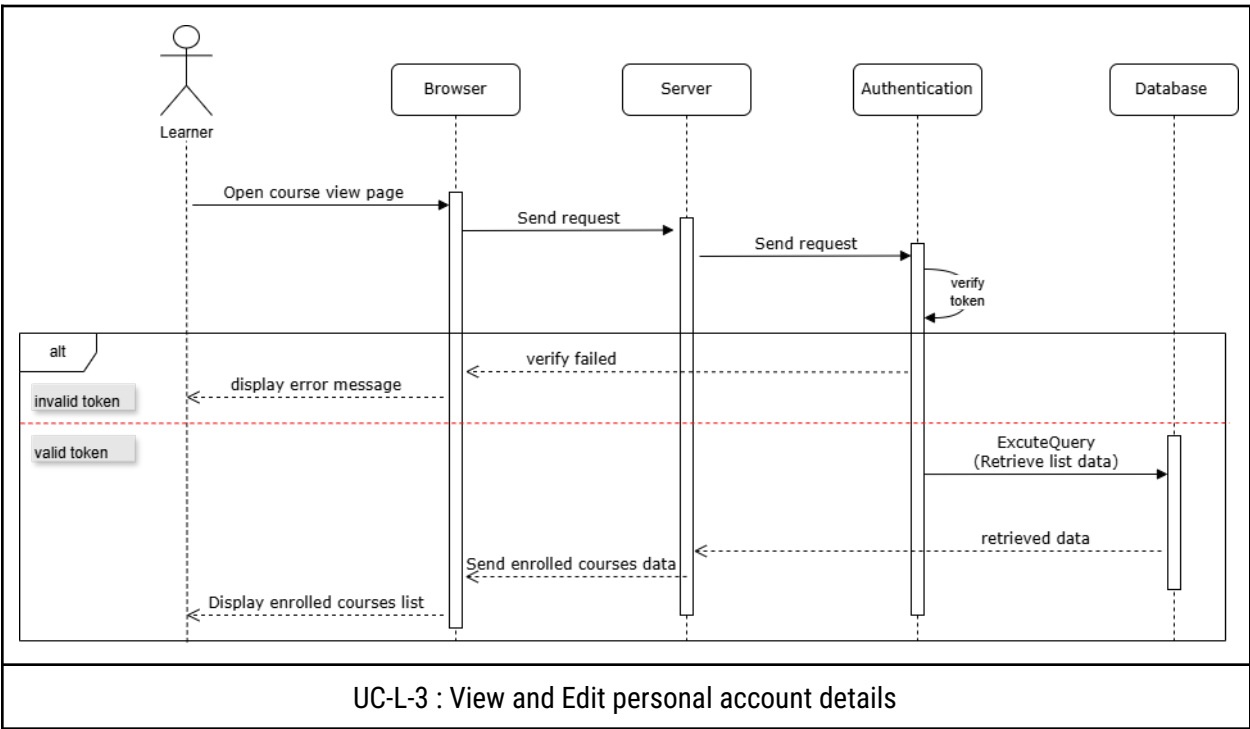 Learner
Browser
Server
Authentication
Database
Open course view page
Send request
Send request
verify
token
alt
verify failed
display error message
invalid token
valid token
ExcuteQuery
(Retrieve list data)
retrieved data
Send enrolled courses data
Display enrolled courses list
UC-L-3 : View and Edit personal account details